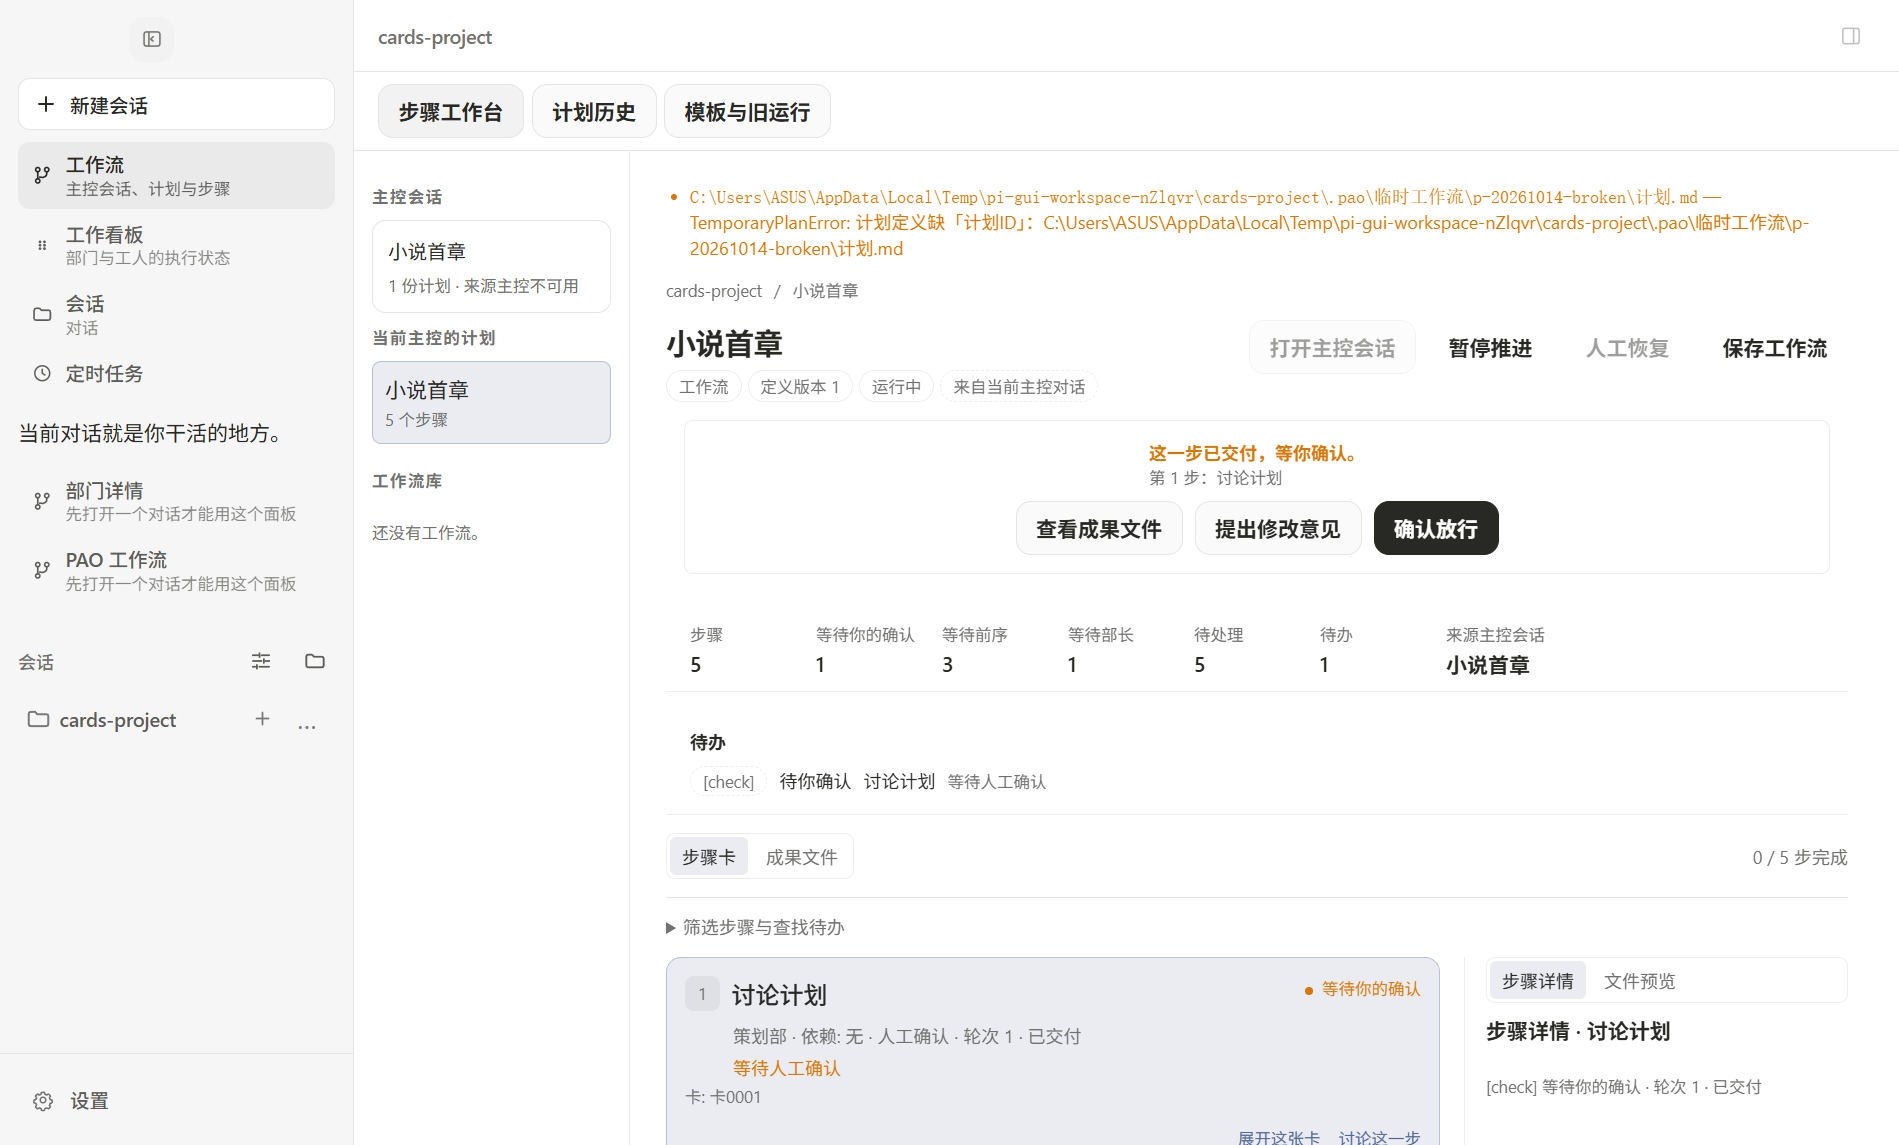 cards-project
新建会话
工作流
主控会话、计划与步骤
工作看板
部门与工人的执行状态
会话
对话
定时任务
当前对话就是你干活的地方。
部门详情
先打开一个对话才能用这个面板
PAO 工作流
先打开一个对话才能用这个面板
会话
cards-project
设置
步骤工作台
计划历史
模板与旧运行
主控会话
小说首章
1 份计划 · 来源主控不可用
当前主控的计划
小说首章
5 个步骤
工作流库
还没有工作流。
C:\Users\ASUS\AppData\Local\Temp\pi-gui-workspace-nZlqvr\cards-project\.pao\临时工作流\p-20261014-broken\计划.md —
TemporaryPlanError: 计划定义缺「计划ID」：C:\Users\ASUS\AppData\Local\Temp\pi-gui-workspace-nZlqvr\cards-project\.pao\临时工作流\p-
20261014-broken\计划.md
cards-project / 小说首章
小说首章
打开主控会话
暂停推进
人工恢复
保存工作流
工作流
定义版本 1
运行中
来自当前主控对话
这一步已交付，等你确认。
第 1 步：讨论计划
查看成果文件
提出修改意见
确认放行
步骤
5
等待你的确认
1
等待前序
3
等待部长
1
待处理
5
待办
1
来源主控会话
小说首章
待办
[check] 待你确认 讨论计划 等待人工确认
步骤卡
成果文件
0 / 5 步完成
▶ 筛选步骤与查找待办
1
讨论计划
等待你的确认
策划部 · 依赖: 无 · 人工确认 · 轮次 1 · 已交付
等待人工确认
卡: 卡0001
展开这张卡
讨论这一步
步骤详情
文件预览
步骤详情 · 讨论计划
[check] 等待你的确认 · 轮次 1 · 已交付